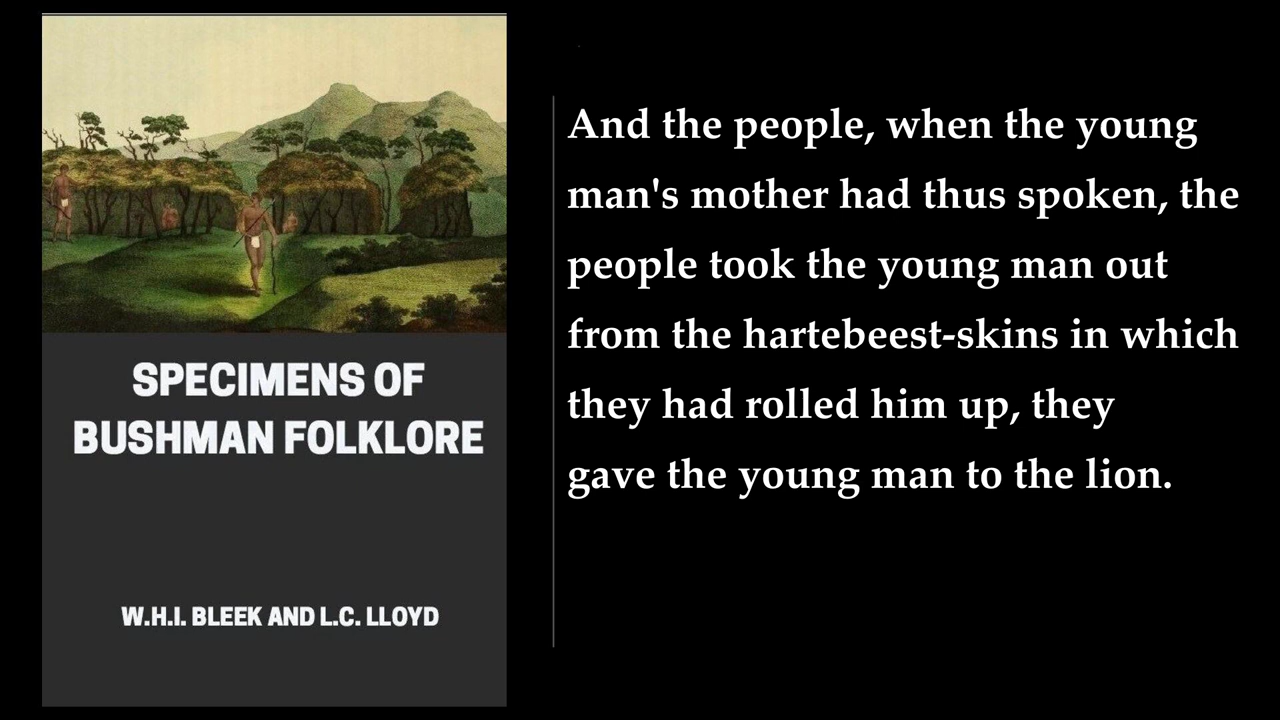 SPECIMENS OF
BUSHMAN FOLKLORE
W.H.I. BLEEK AND L.C. LLOYD
And the people, when the young
man's mother had thus spoken, the
people took the young man out
from the hartebeest-skins in which
they had rolled him up, they
gave the young man to the lion.